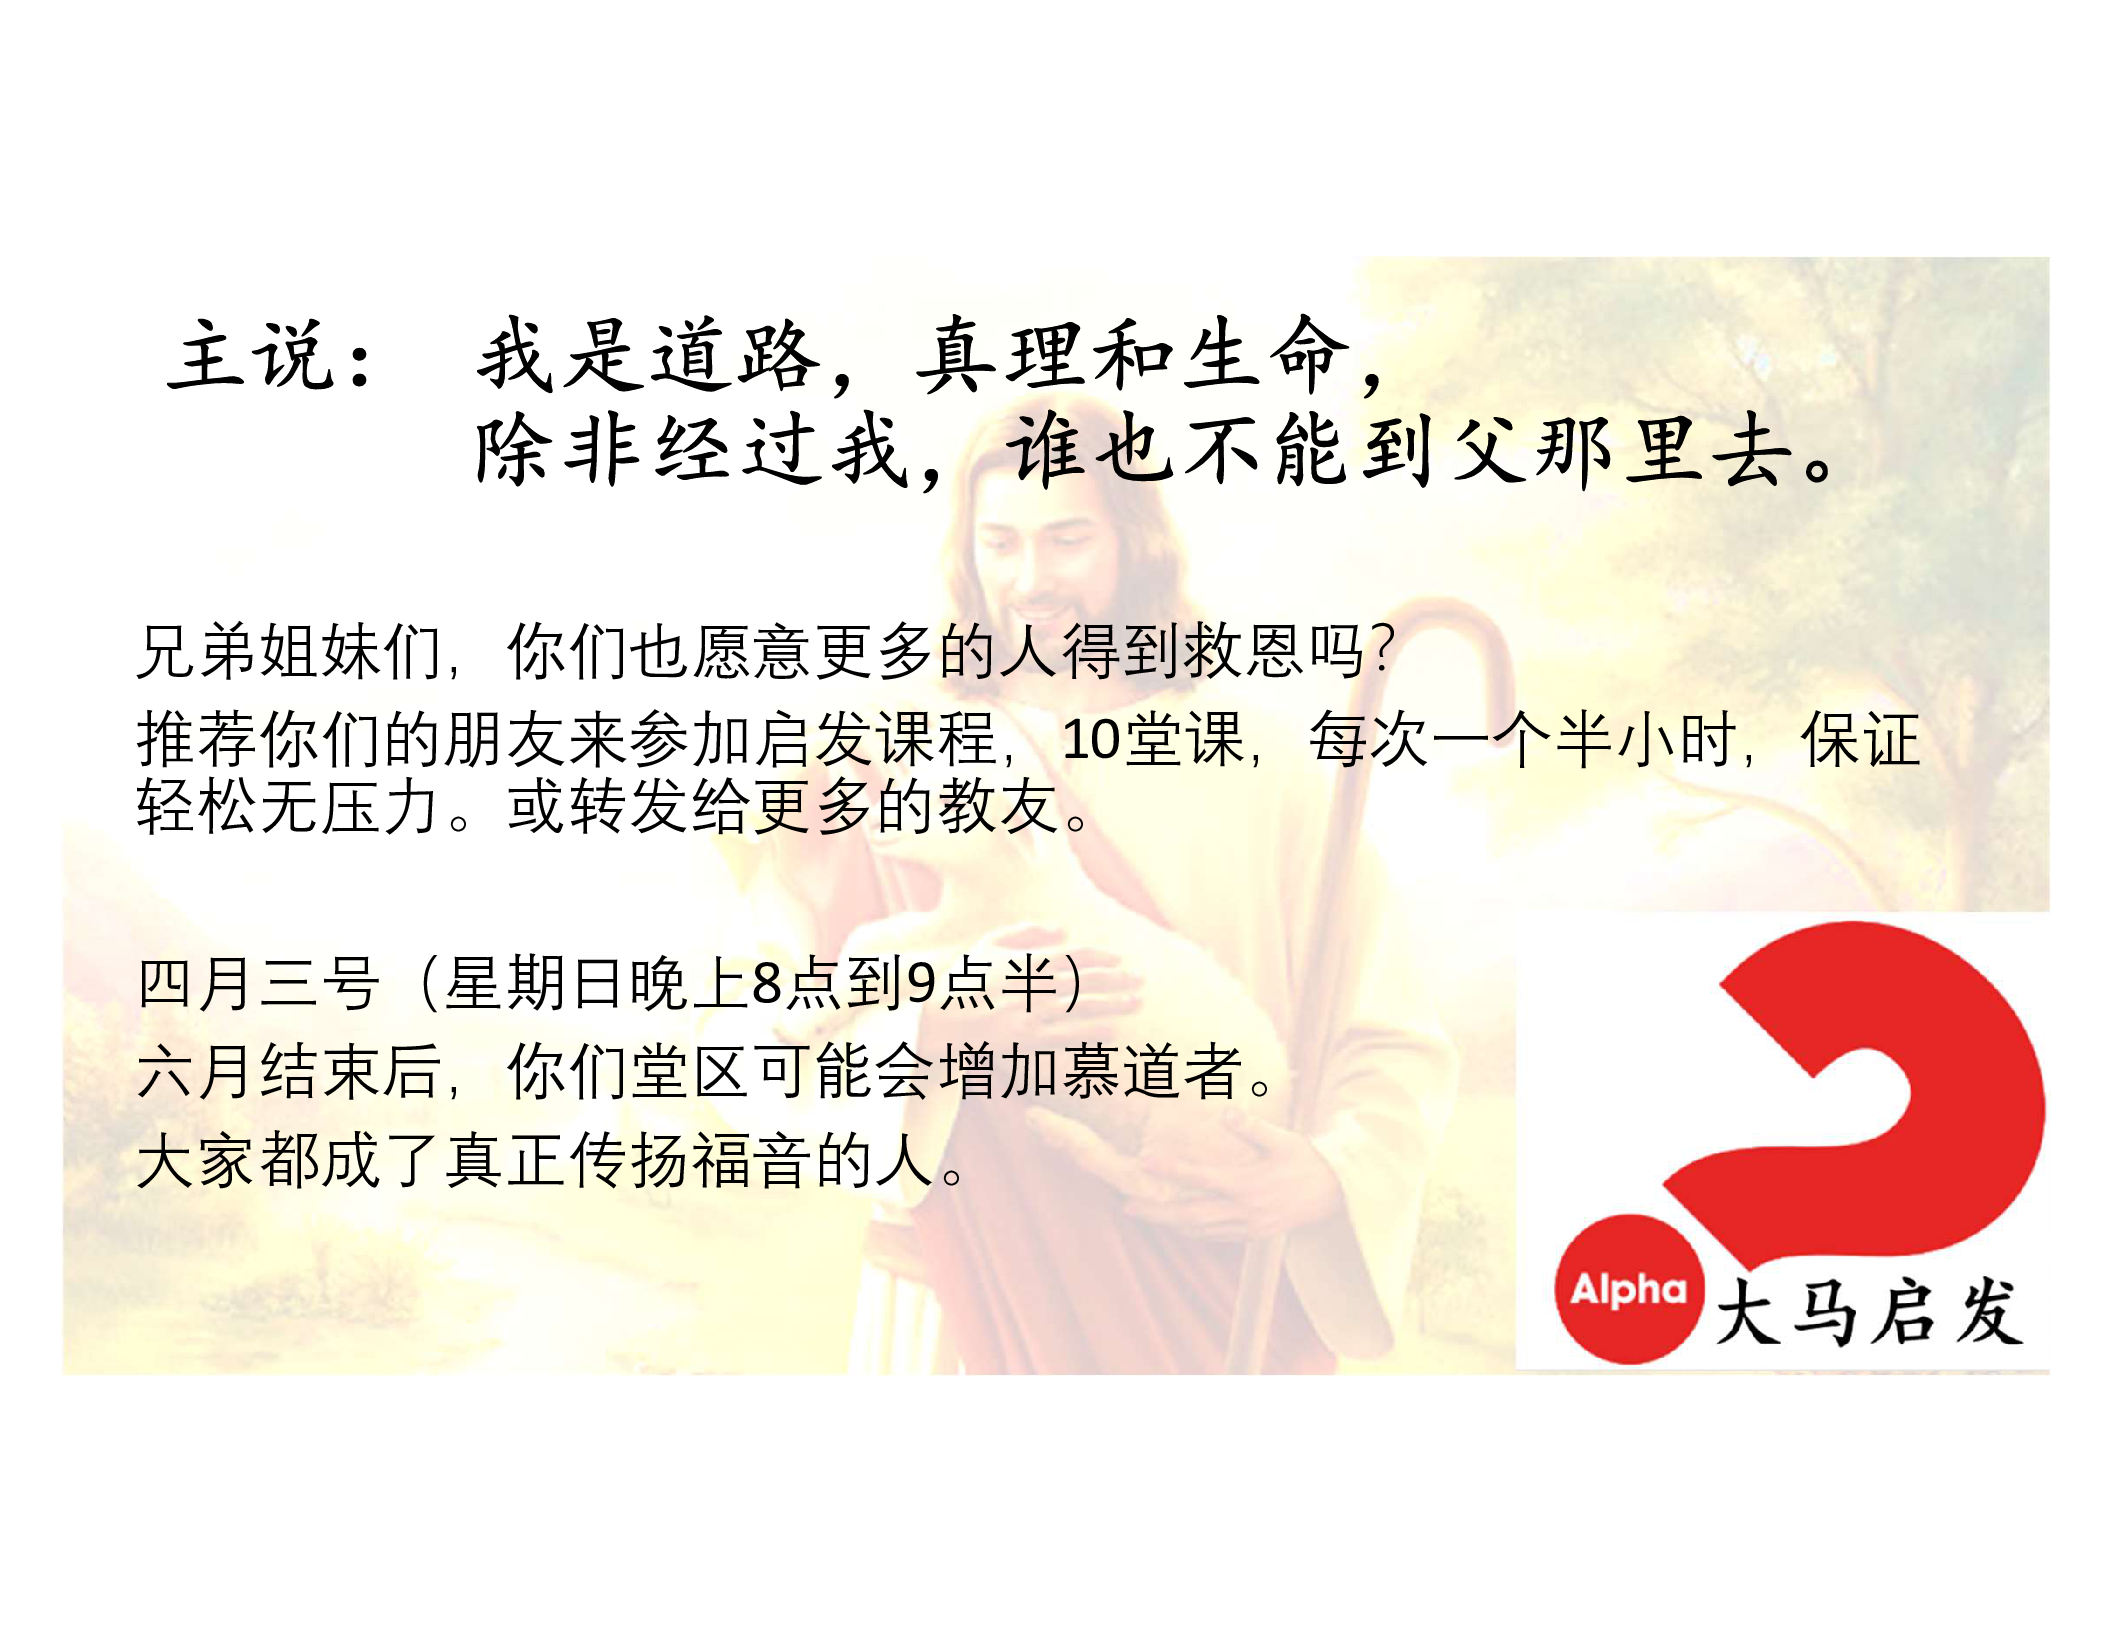 主说： 我是道路，真理和生命，
除非经过我，谁也不能到父那里去。
兄弟姐妹们，你们也愿意更多的人得到救恩吗？
推荐你们的朋友来参加启发课程，10堂课，每次一个半小时，保证
轻松无压力。或转发给更多的教友。
四月三号（星期日晚上8点到9点半）
六月结束后，你们堂区可能会增加慕道者。
大家都成了真正传扬福音的人。
Alpha 大马启发